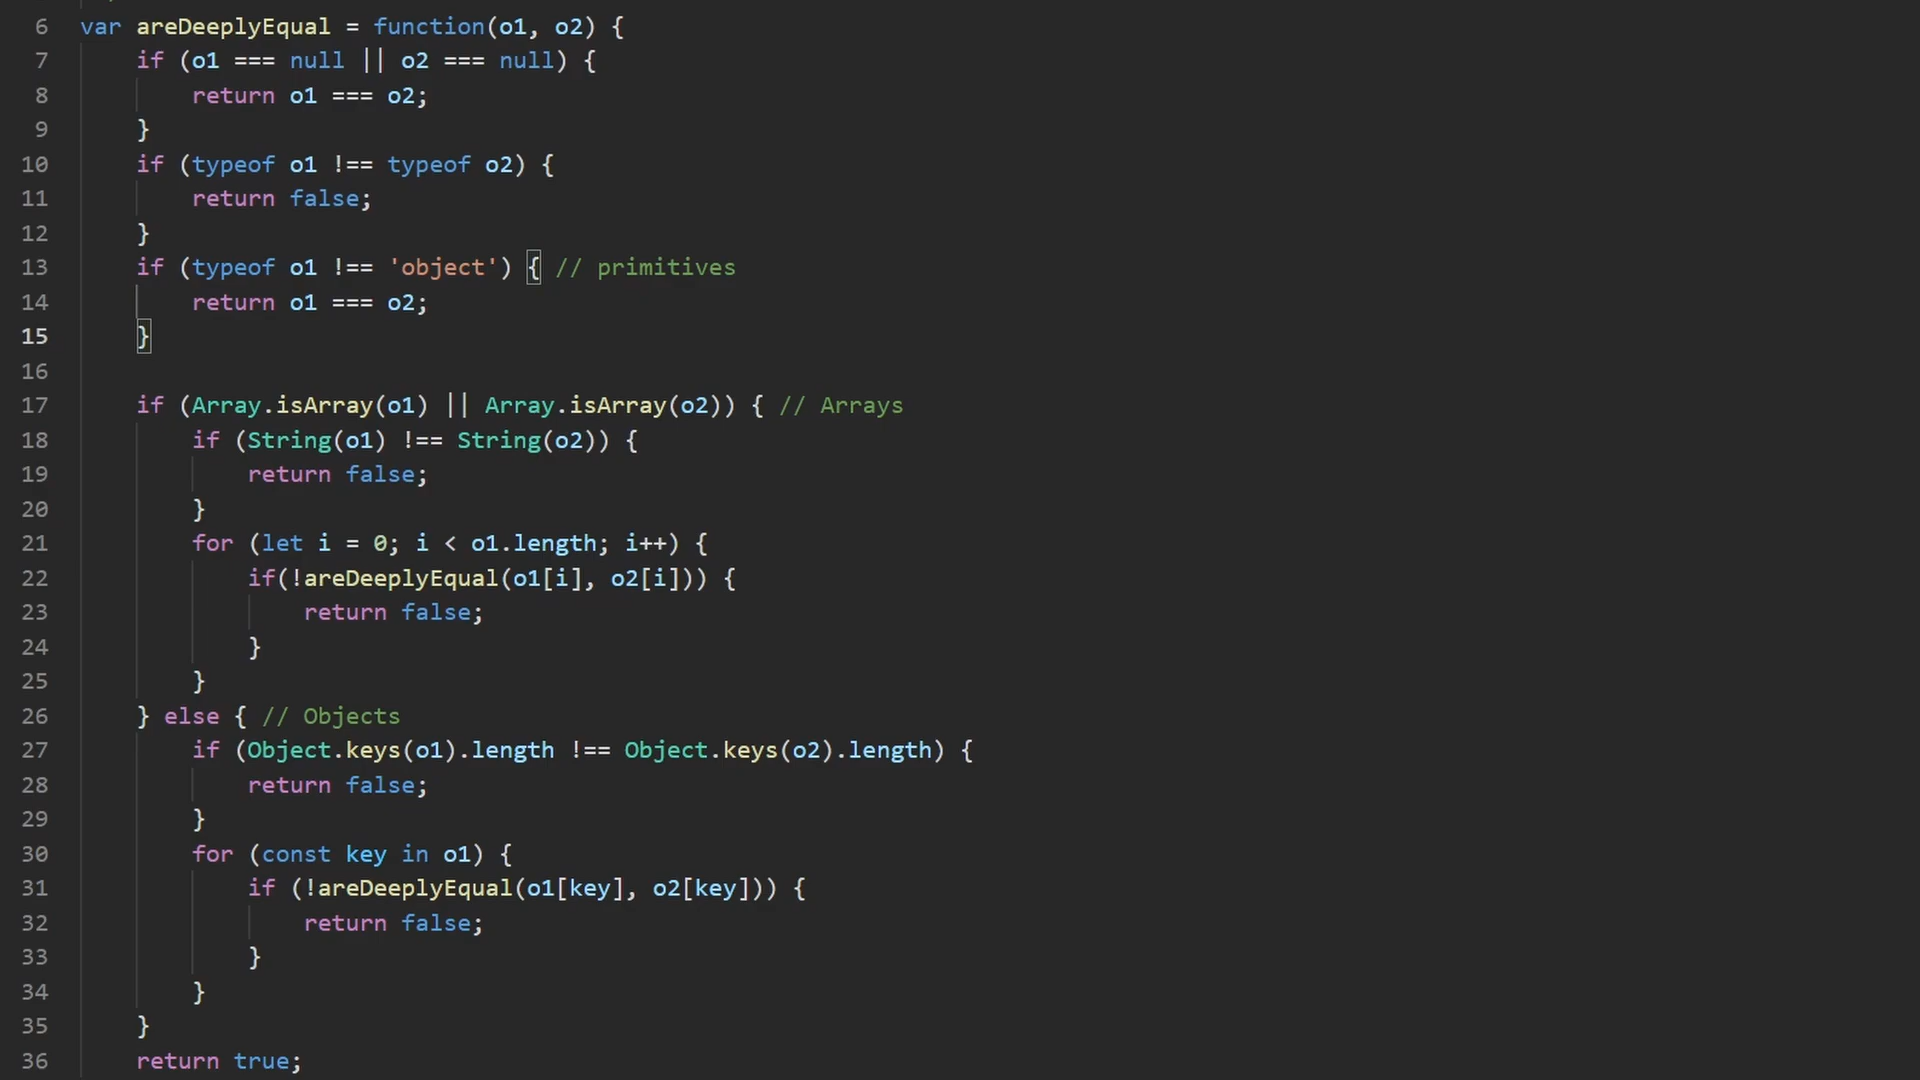 6 var areDeeplyEqual = function(o1, o2) {
7 if (o1 === null || o2 === null) {
8 return o1 === o2;
9 }
10 if (typeof o1 !== typeof o2) {
11 return false;
12 }
13 if (typeof o1 !== 'object') { // primitives
14 return o1 === o2;
15 }
16
17 if (Array.isArray(o1) || Array.isArray(o2)) { // Arrays
18 if (String(o1) !== String(o2)) {
19 return false;
20 }
21 for (let i = 0; i < o1.length; i++) {
22 if(!areDeeplyEqual(o1[i], o2[i])) {
23 return false;
24 }
25 }
26 } else { // Objects
27 if (Object.keys(o1).length !== Object.keys(o2).length) {
28 return false;
29 }
30 for (const key in o1) {
31 if (!areDeeplyEqual(o1[key], o2[key])) {
32 return false;
33 }
34 }
35 }
36 return true;